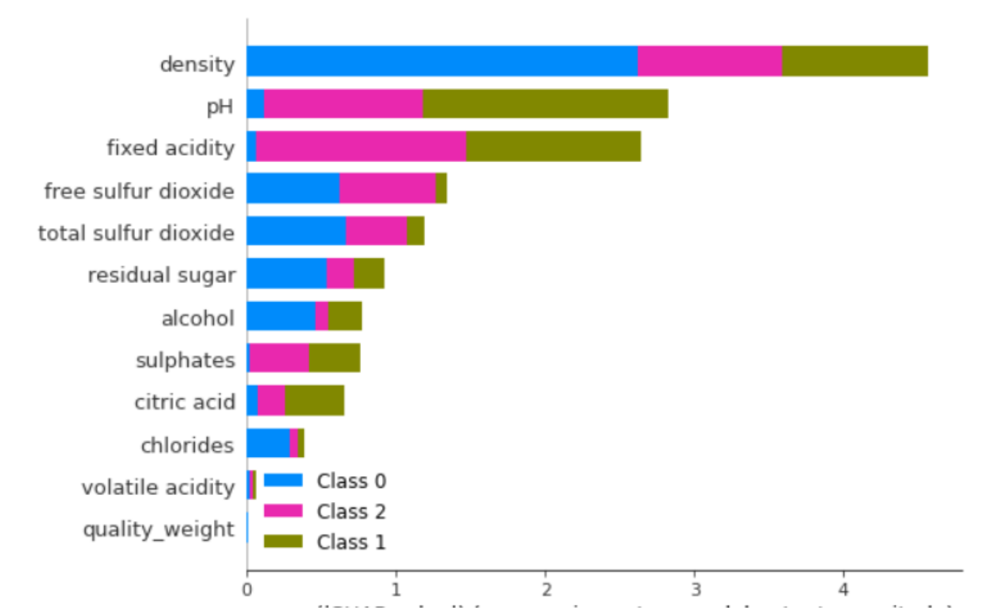 density
pH
fixed acidity
free sulfur dioxide
total sulfur dioxide
residual sugar
alcohol
sulphates
citric acid
chlorides
volatile acidity
quality_weight
Class 0
Class 2
Class 1
0 1 2 3 4